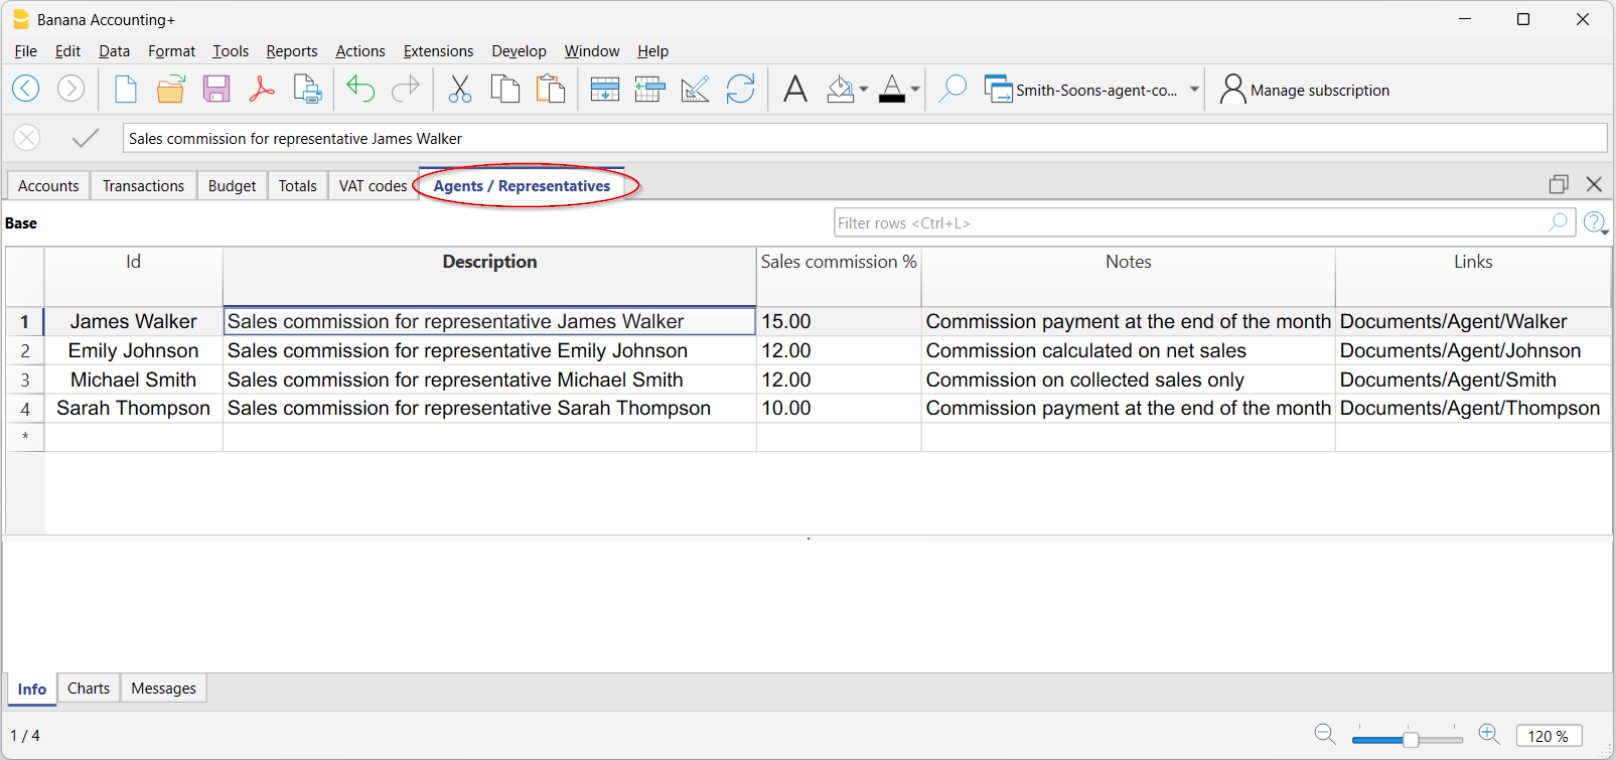 Banana Accounting+
File Edit Data Format Tools Reports Actions Extensions Develop Window Help
Smith-Soons-agent-co... Manage subscription
Sales commission for representative James Walker
Accounts Transactions Budget Totals VAT codes Agents / Representatives
Base Filter rows <Ctrl+L>
Id Description Sales commission % Notes Links
1 James Walker Sales commission for representative James Walker 15.00 Commission payment at the end of the month Documents/Agent/Walker
2 Emily Johnson Sales commission for representative Emily Johnson 12.00 Commission calculated on net sales Documents/Agent/Johnson
3 Michael Smith Sales commission for representative Michael Smith 12.00 Commission on collected sales only Documents/Agent/Smith
4 Sarah Thompson Sales commission for representative Sarah Thompson 10.00 Commission payment at the end of the month Documents/Agent/Thompson
*
Info Charts Messages
1 / 4 120 %